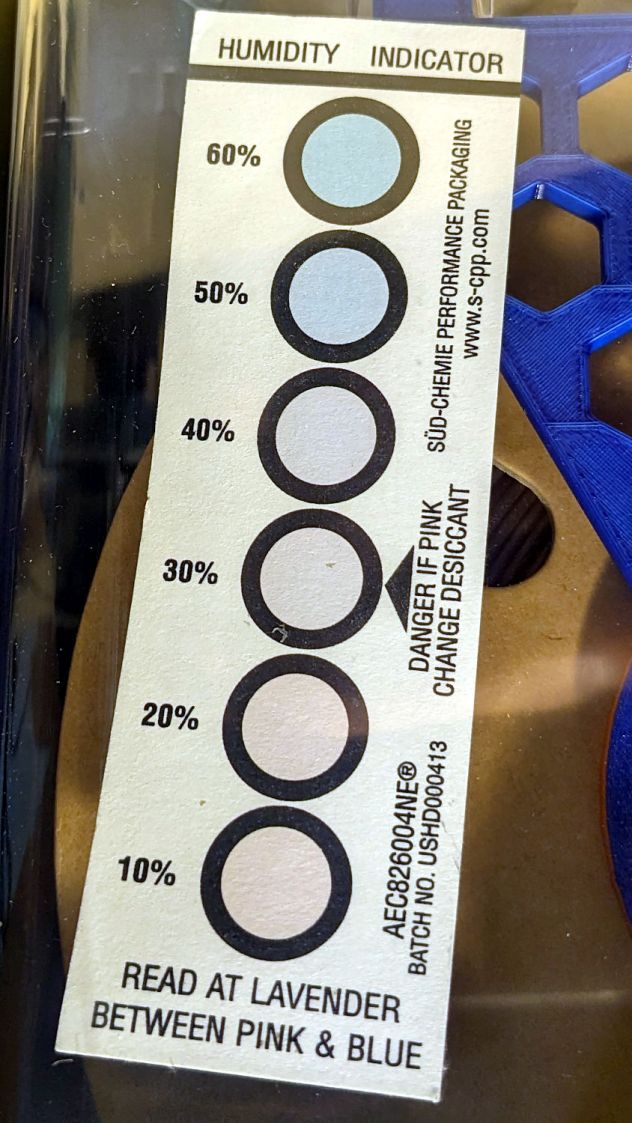 HUMIDITY INDICATOR
60%
50%
40%
30%
20%
10%
SÜD-CHEMIE PERFORMANCE PACKAGING
www.s-cpp.com
DANGER IF PINK
CHANGE DESICCANT
AEC826004NE®
BATCH NO. USHD000413
READ AT LAVENDER
BETWEEN PINK & BLUE